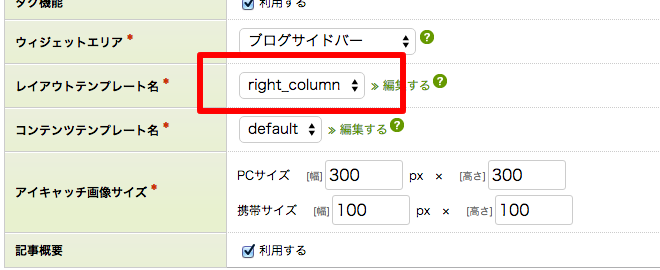 タグ機能 利用する
ウィジェットエリア * ブログサイドバー ?
レイアウトテンプレート名 * right_column » 編集する ?
コンテンツテンプレート名 * default » 編集する ?
アイキャッチ画像サイズ * PCサイズ [幅] 300 px × [高さ] 300
携帯サイズ [幅] 100 px × [高さ] 100
記事概要 利用する